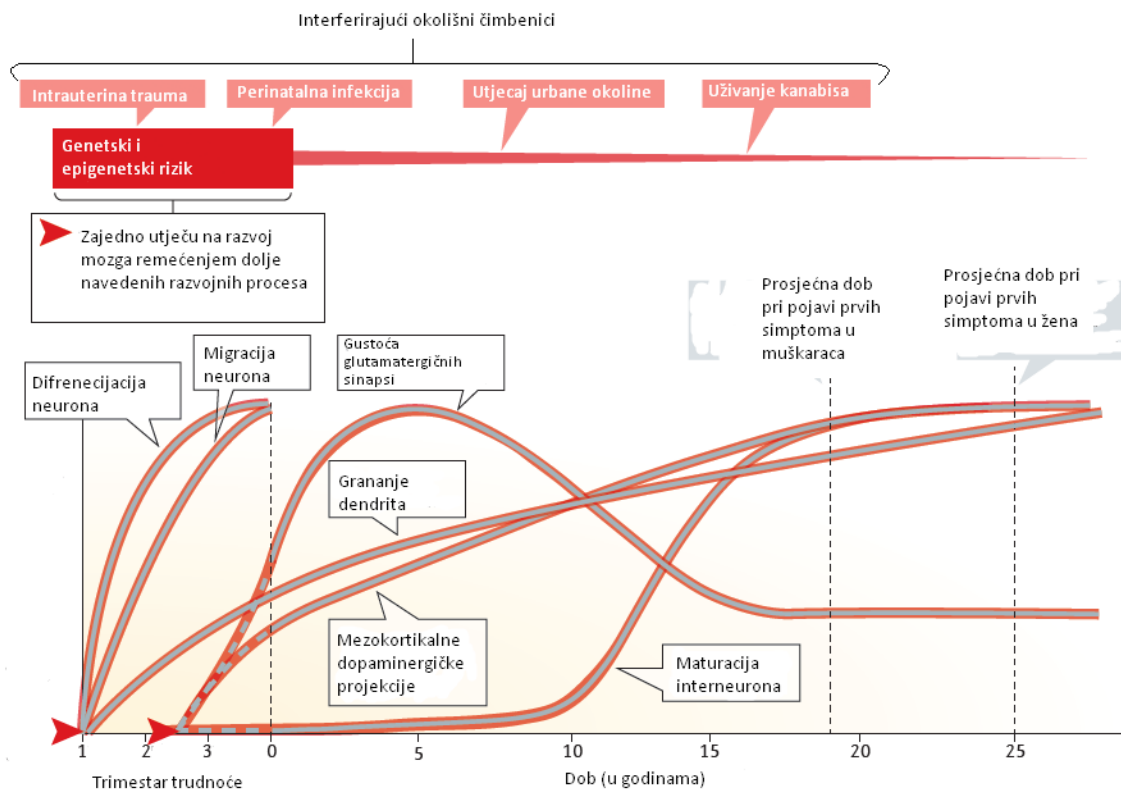 Interferirajući okolišni čimbenici
Intrauterina trauma
Perinatalna infekcija
Utjecaj urbane okoline
Uživanje kanabisa
Genetski i
epigenetski rizik
Zajedno utječu na razvoj
mozga remećenjem dolje
navedenih razvojnih procesa
Prosječna dob
pri pojavi prvih
simptoma u
muškaraca
Prosječna dob pri
pojavi prvih
simptoma u žena
Difrenecijacija
neurona
Migracija
neurona
Gustoća
glutamatergičnih
sinapsi
Grananje
dendrita
Mezokortikalne
dopaminergičke
projekcije
Maturacija
interneurona
1 2 3 0 5 10 15 20 25
Trimestar trudnoće
Dob (u godinama)